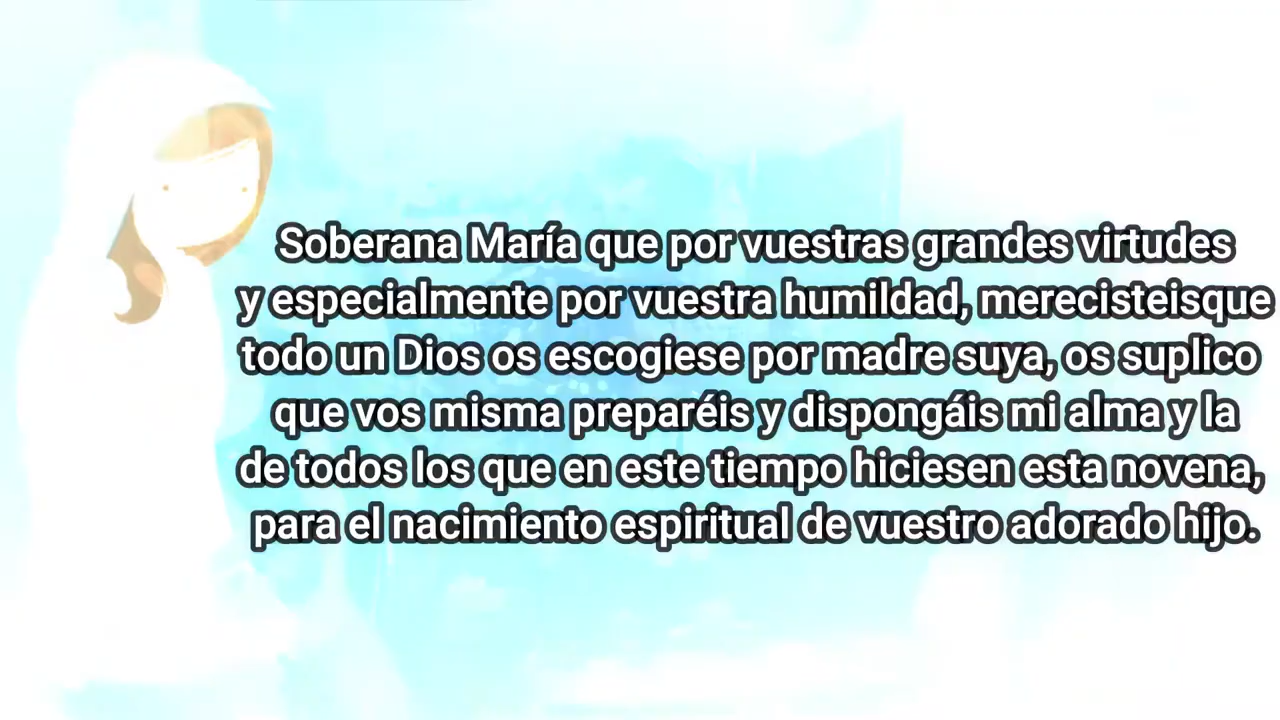 Soberana María que por vuestras grandes virtudes
y especialmente por vuestra humildad, merecisteisque
todo un Dios os escogiese por madre suya, os suplico
que vos misma preparéis y dispongáis mi alma y la
de todos los que en este tiempo hiciesen esta novena,
para el nacimiento espiritual de vuestro adorado hijo.